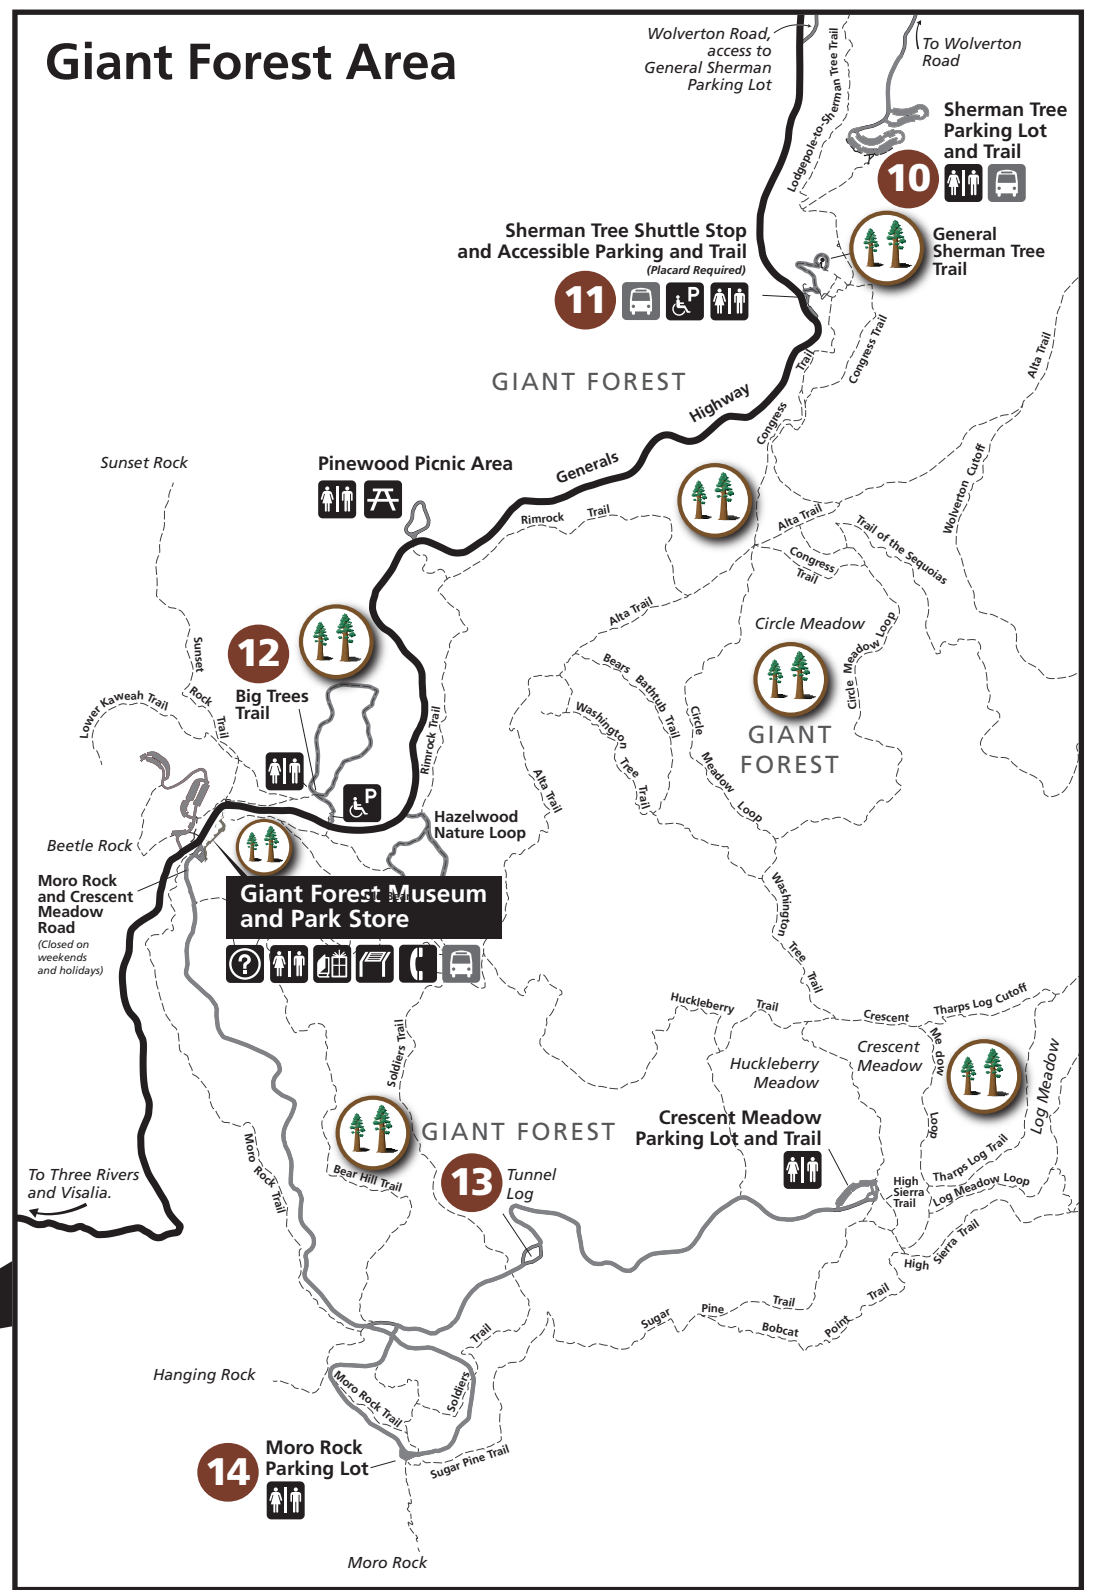 Giant Forest Area
Wolverton Road,
access to
General Sherman
Parking Lot
To Wolverton
Road
Lodgepole-to-Sherman Tree Trail
Sherman Tree
Parking Lot
and Trail
10
General
Sherman Tree
Trail
Sherman Tree Shuttle Stop
and Accessible Parking and Trail
(Placard Required)
11
P
GIANT FOREST
Generals Highway
Congress Trail
Congress Trail
Alta Trail
Wolverton Cutoff
Sunset Rock
Pinewood Picnic Area
Rimrock Trail
Alta Trail
Trail of the Sequoias
Congress
Trail
Alta Trail
Circle Meadow
Circle Meadow Loop
GIANT
FOREST
12
Big Trees
Trail
Sunset Rock Trail
Lower Kaweah Trail
Rimrock Trail
Bears Bathtub Trail
Washington Tree Trail
Circle Meadow Loop
Alta Trail
P
Hazelwood
Nature Loop
Beetle Rock
Moro Rock
and Crescent
Meadow
Road
(Closed on
weekends
and holidays)
Giant Forest Museum
and Park Store
?
Washington Tree Trail
Huckleberry Trail
Crescent Meadow Loop
Tharps Log Cutoff
Crescent
Meadow
Huckleberry
Meadow
Log Meadow
Soldiers Trail
GIANT FOREST
Crescent Meadow
Parking Lot and Trail
Moro Rock Trail
Bear Hill Trail
13
Tunnel
Log
High
Sierra
Trail
Tharps Log Trail
Log Meadow Loop
High Sierra Trail
To Three Rivers
and Visalia.
Sugar Pine Trail
Bobcat Point Trail
Hanging Rock
Moro Rock Trail
Soldiers Trail
14
Moro Rock
Parking Lot
Sugar Pine Trail
Moro Rock